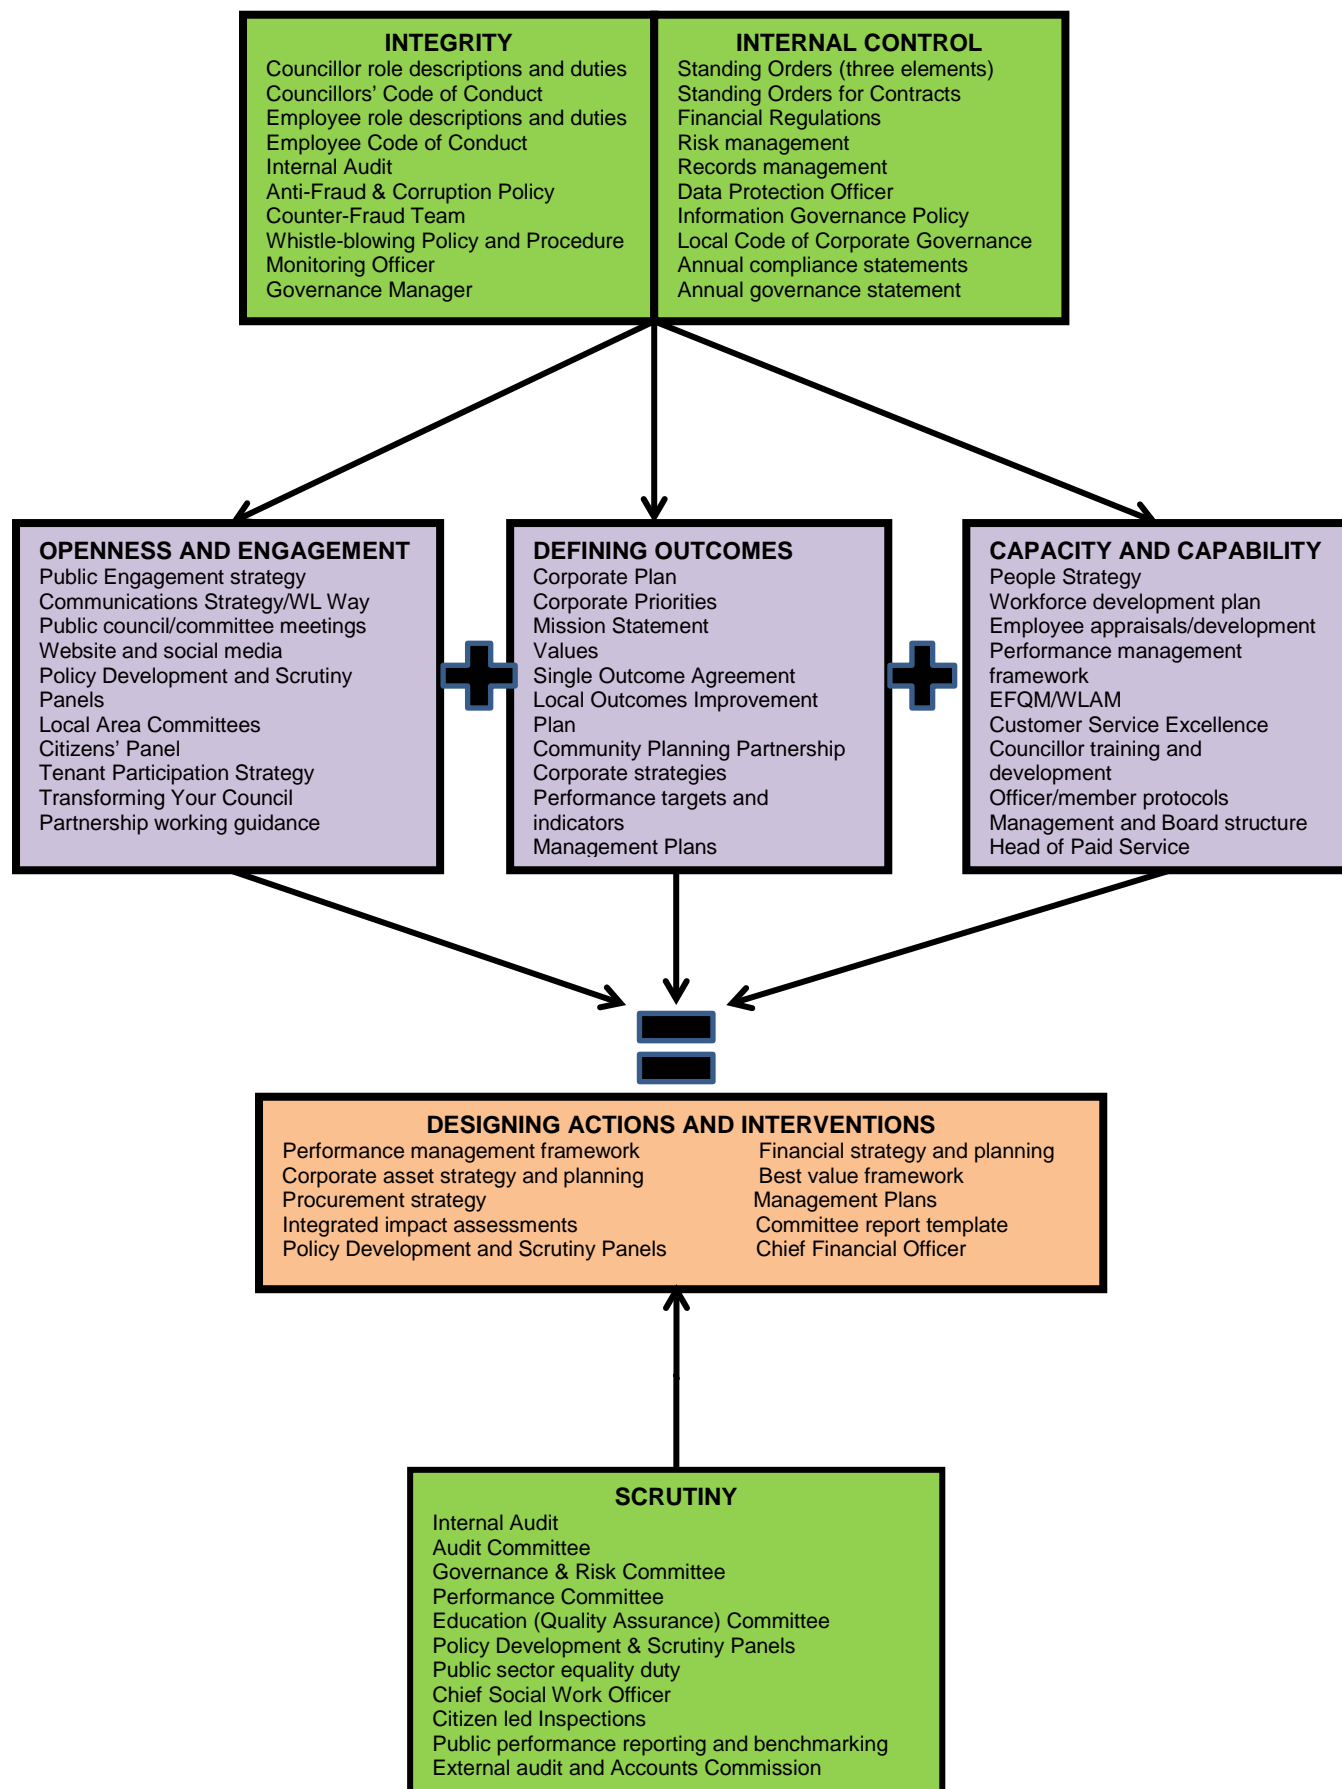 INTEGRITY
Councillor role descriptions and duties
Councillors’ Code of Conduct
Employee role descriptions and duties
Employee Code of Conduct
Internal Audit
Anti-Fraud & Corruption Policy
Counter-Fraud Team
Whistle-blowing Policy and Procedure
Monitoring Officer
Governance Manager
INTERNAL CONTROL
Standing Orders (three elements)
Standing Orders for Contracts
Financial Regulations
Risk management
Records management
Data Protection Officer
Information Governance Policy
Local Code of Corporate Governance
Annual compliance statements
Annual governance statement
OPENNESS AND ENGAGEMENT
Public Engagement strategy
Communications Strategy/WL Way
Public council/committee meetings
Website and social media
Policy Development and Scrutiny
Panels
Local Area Committees
Citizens’ Panel
Tenant Participation Strategy
Transforming Your Council
Partnership working guidance
DEFINING OUTCOMES
Corporate Plan
Corporate Priorities
Mission Statement
Values
Single Outcome Agreement
Local Outcomes Improvement
Plan
Community Planning Partnership
Corporate strategies
Performance targets and
indicators
Management Plans
CAPACITY AND CAPABILITY
People Strategy
Workforce development plan
Employee appraisals/development
Performance management
framework
EFQM/WLAM
Customer Service Excellence
Councillor training and
development
Officer/member protocols
Management and Board structure
Head of Paid Service
DESIGNING ACTIONS AND INTERVENTIONS
Performance management framework
Corporate asset strategy and planning
Procurement strategy
Integrated impact assessments
Policy Development and Scrutiny Panels
Financial strategy and planning
Best value framework
Management Plans
Committee report template
Chief Financial Officer
SCRUTINY
Internal Audit
Audit Committee
Governance & Risk Committee
Performance Committee
Education (Quality Assurance) Committee
Policy Development & Scrutiny Panels
Public sector equality duty
Chief Social Work Officer
Citizen led Inspections
Public performance reporting and benchmarking
External audit and Accounts Commission